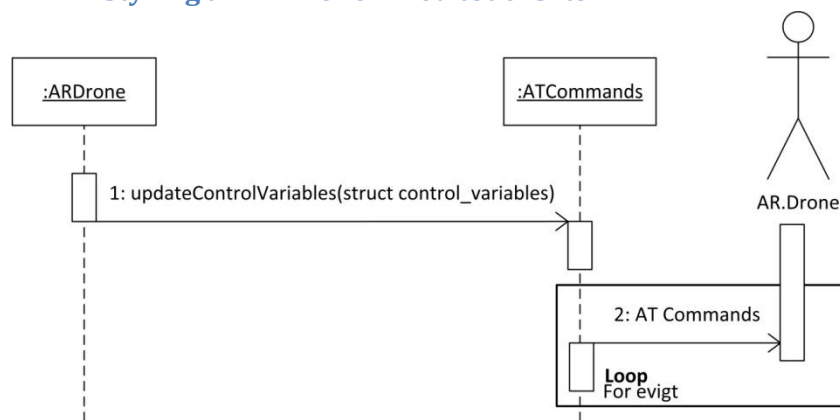 :ARDrone
:ATCommands
1: updateControlVariables(struct control_variables)
AR.Drone
2: AT Commands
Loop
For evigt